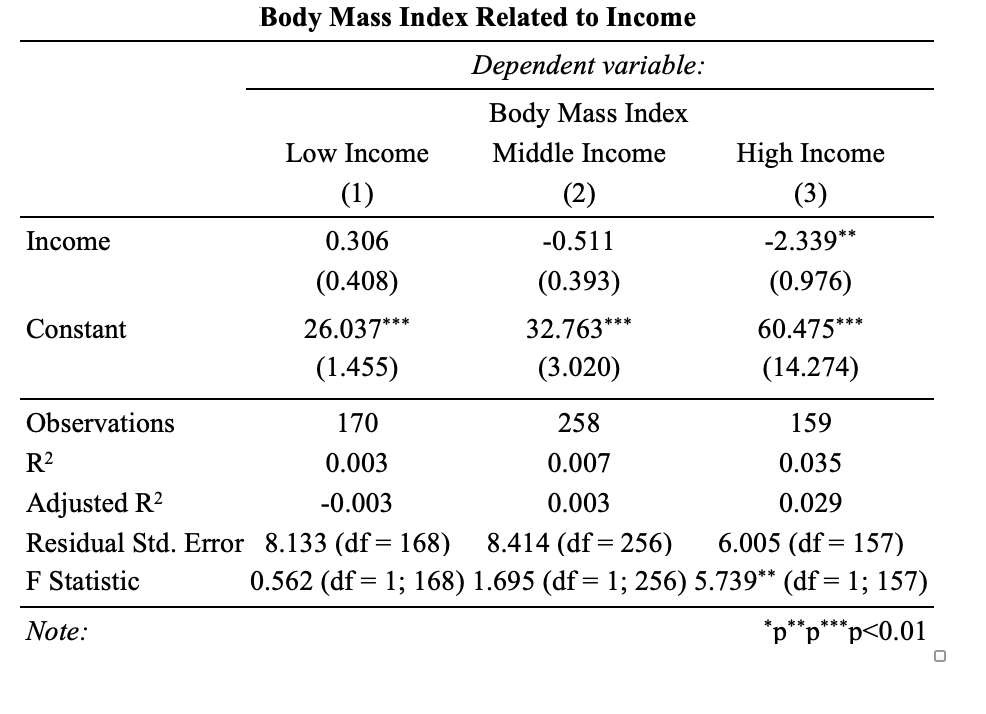 Body Mass Index Related to Income
Dependent variable:
Body Mass Index
Low Income Middle Income High Income
(1) (2) (3)
Income 0.306 -0.511 -2.339**
(0.408) (0.393) (0.976)
Constant 26.037*** 32.763*** 60.475***
(1.455) (3.020) (14.274)
Observations 170 258 159
R² 0.003 0.007 0.035
Adjusted R² -0.003 0.003 0.029
Residual Std. Error 8.133 (df = 168) 8.414 (df = 256) 6.005 (df = 157)
F Statistic 0.562 (df = 1; 168) 1.695 (df = 1; 256) 5.739** (df = 1; 157)
Note: *p**p***p<0.01